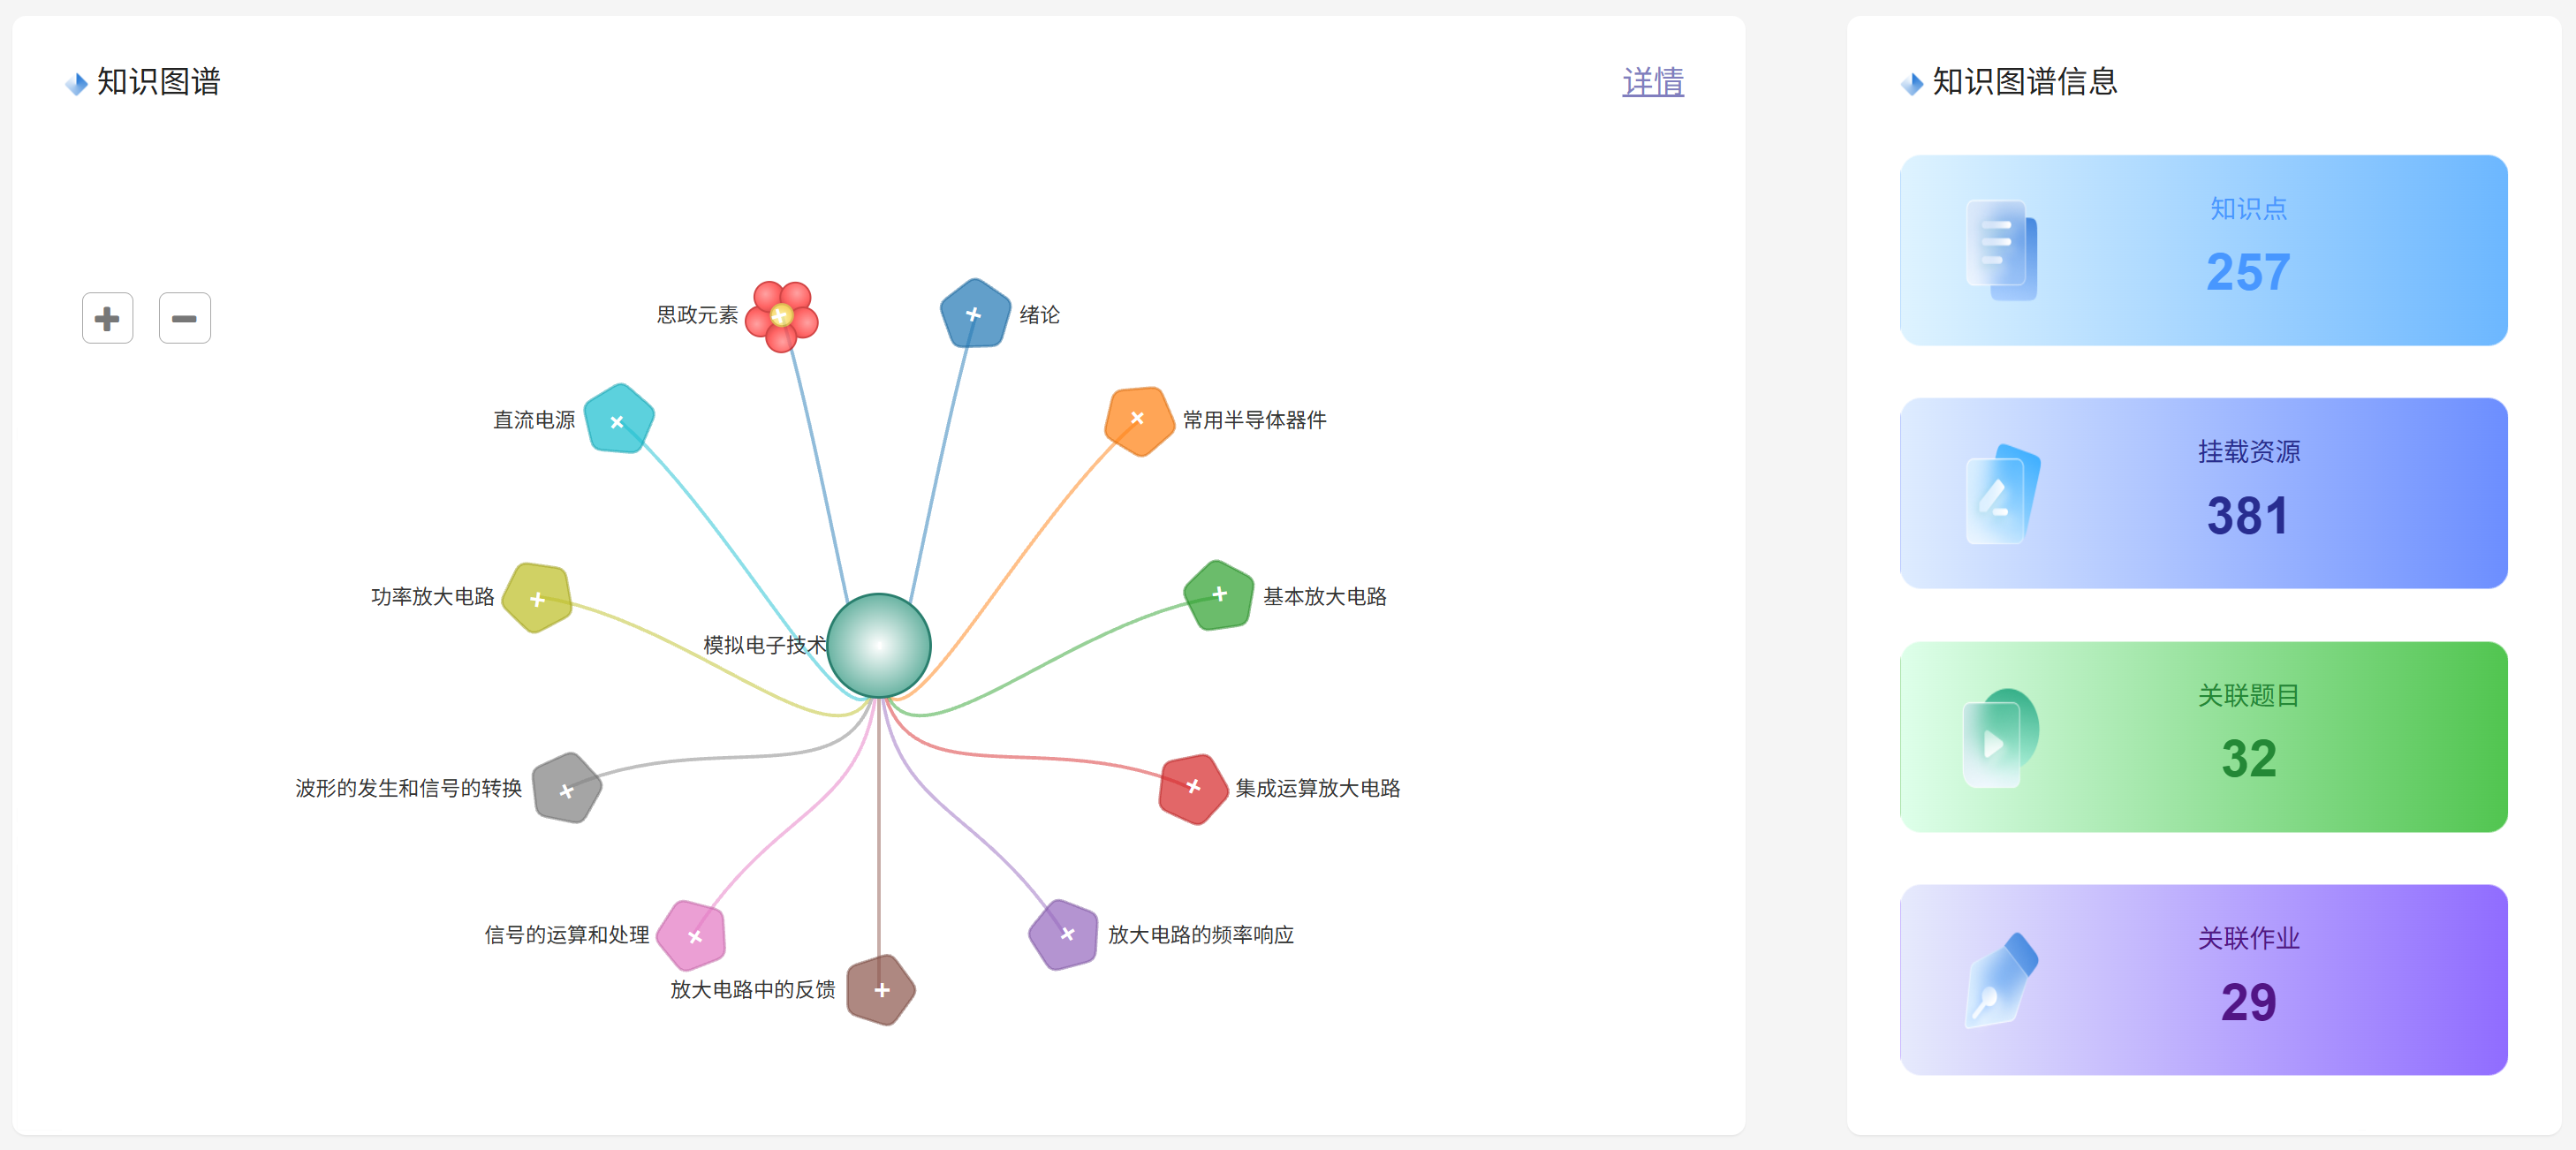 知识图谱
详情
思政元素
绪论
直流电源
常用半导体器件
功率放大电路
基本放大电路
模拟电子技术
波形的发生和信号的转换
集成运算放大电路
信号的运算和处理
放大电路的频率响应
放大电路中的反馈
知识图谱信息
知识点
257
挂载资源
381
关联题目
32
关联作业
29